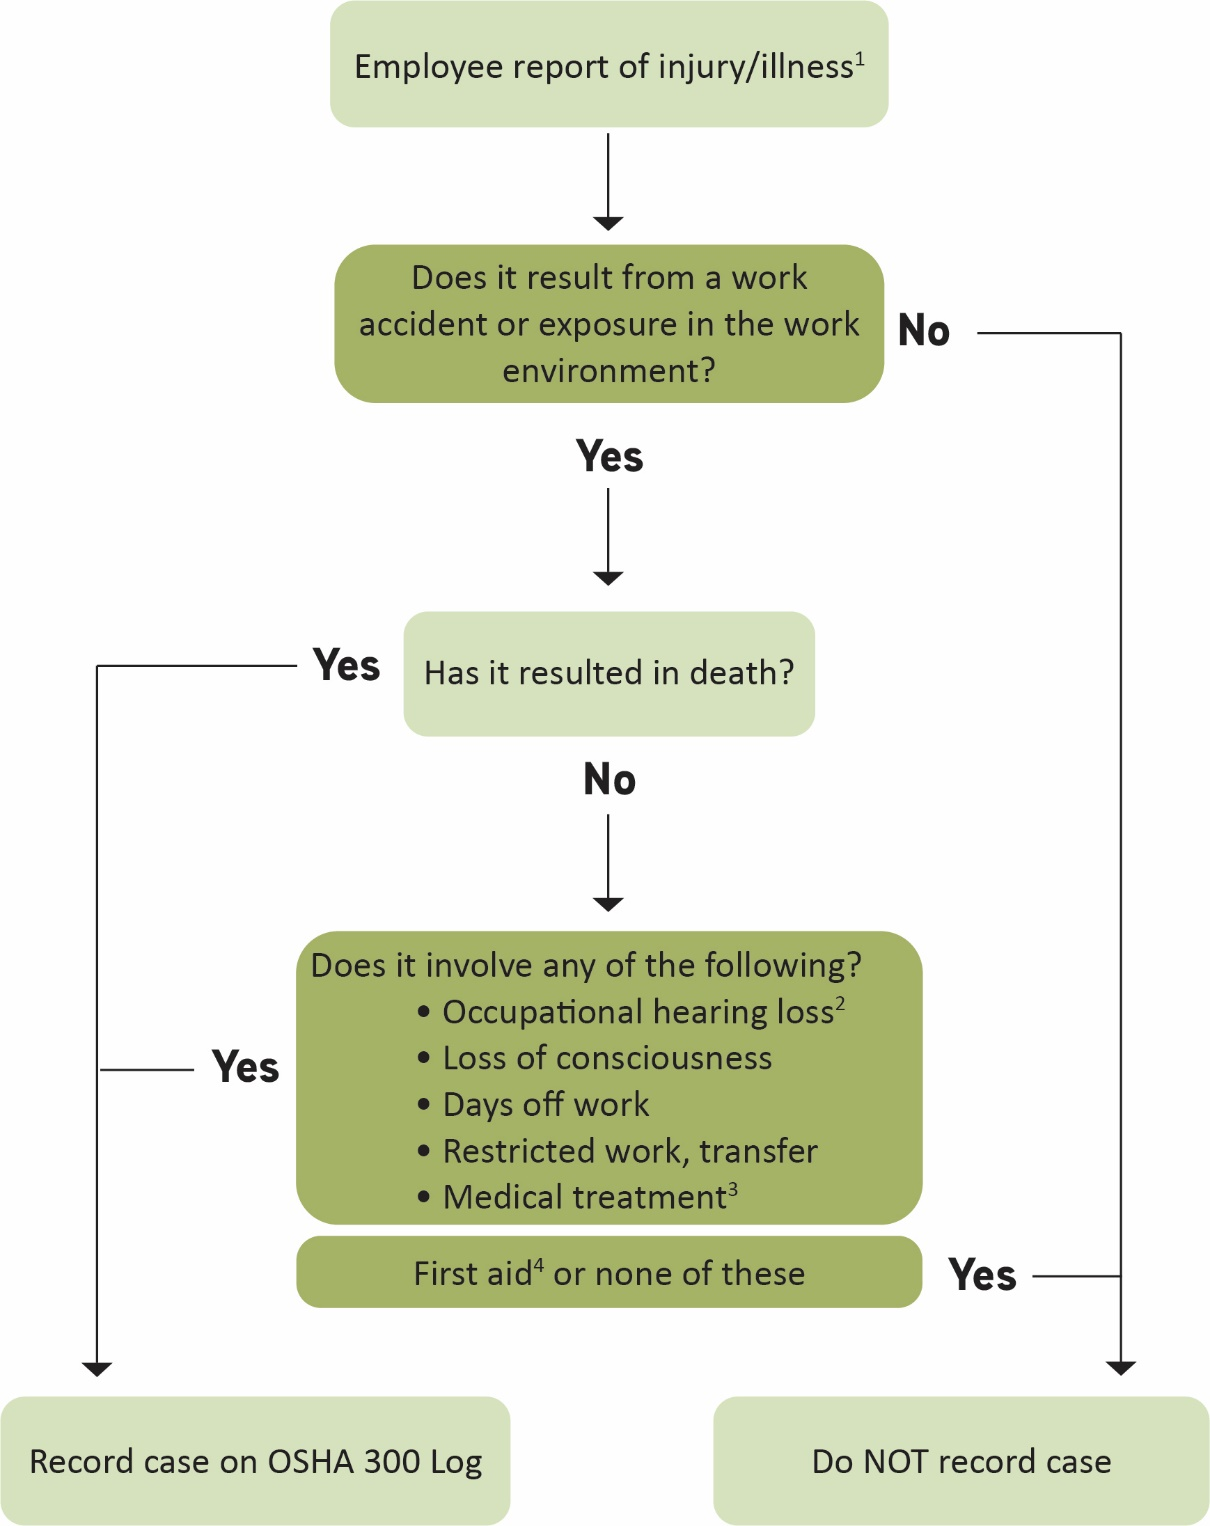 Employee report of injury/illness¹
Does it result from a work
accident or exposure in the work
environment?
No
Yes
Yes
Has it resulted in death?
No
Does it involve any of the following?
• Occupational hearing loss²
• Loss of consciousness
Yes
• Days off work
• Restricted work, transfer
• Medical treatment³
First aid⁴ or none of these
Yes
Record case on OSHA 300 Log
Do NOT record case